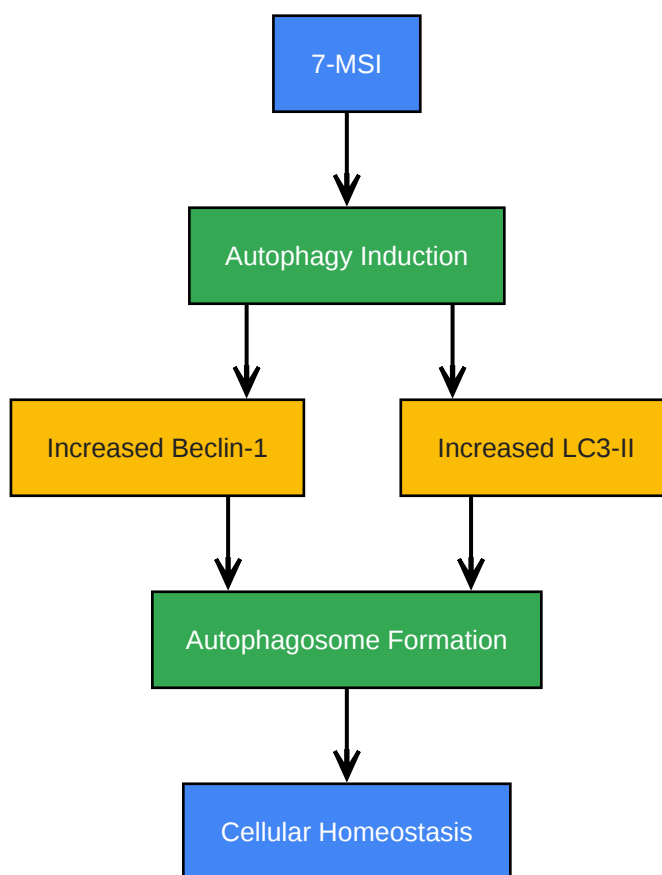 7-MSI
Autophagy Induction
Increased Beclin-1
Increased LC3-II
Autophagosome Formation
Cellular Homeostasis